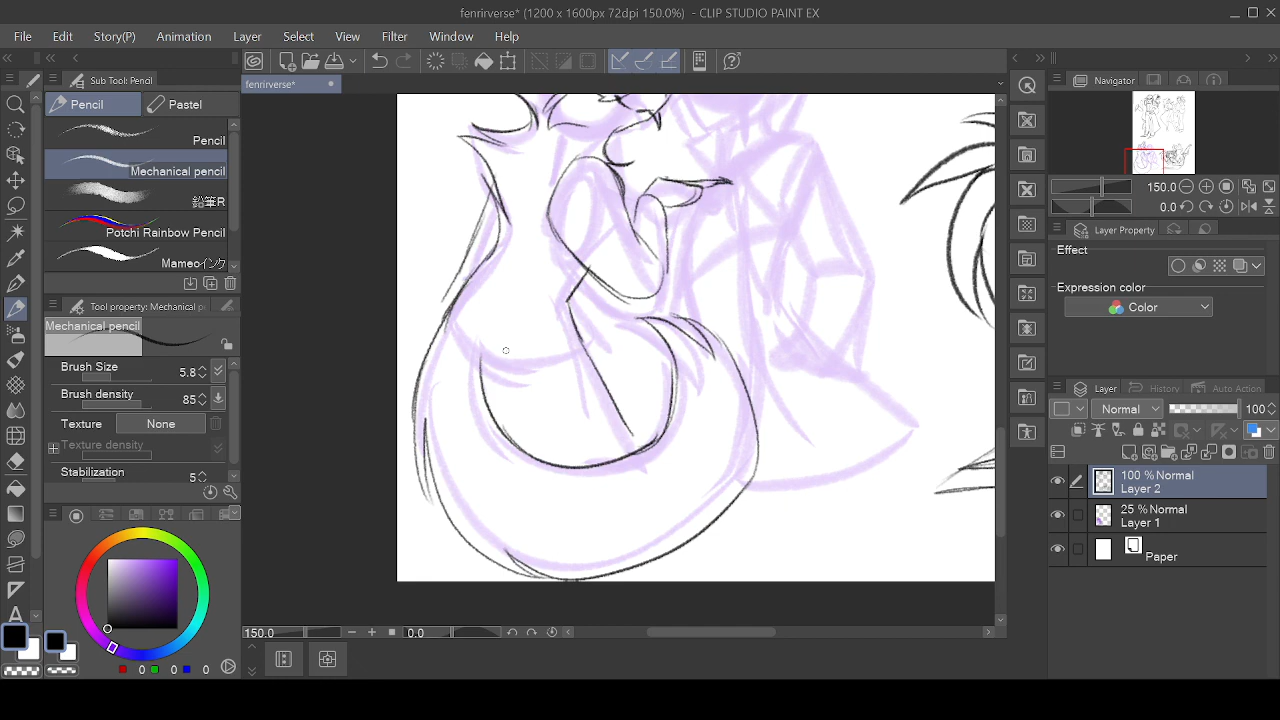 fenrirverse* (1200 x 1600px 72dpi 150.0%) - CLIP STUDIO PAINT EX
File Edit Story(P) Animation Layer Select View Filter Window Help
Sub Tool: Pencil
fenrirverse*
Navigator
Pencil Pastel
Pencil
Mechanical pencil
鉛筆R
Potchi Rainbow Pencil
Mameoインク
150.0
0.0
Layer Property
Effect
Expression color
Color
Tool property: Mechanical pe
Mechanical pencil
Brush Size 5.8
Brush density 85
Texture None
Texture density
Stabilization 5
Layer History Auto Action
Normal 100
100 % Normal
Layer 2
25 % Normal
Layer 1
Paper
A
150.0 0.0
0 0 0